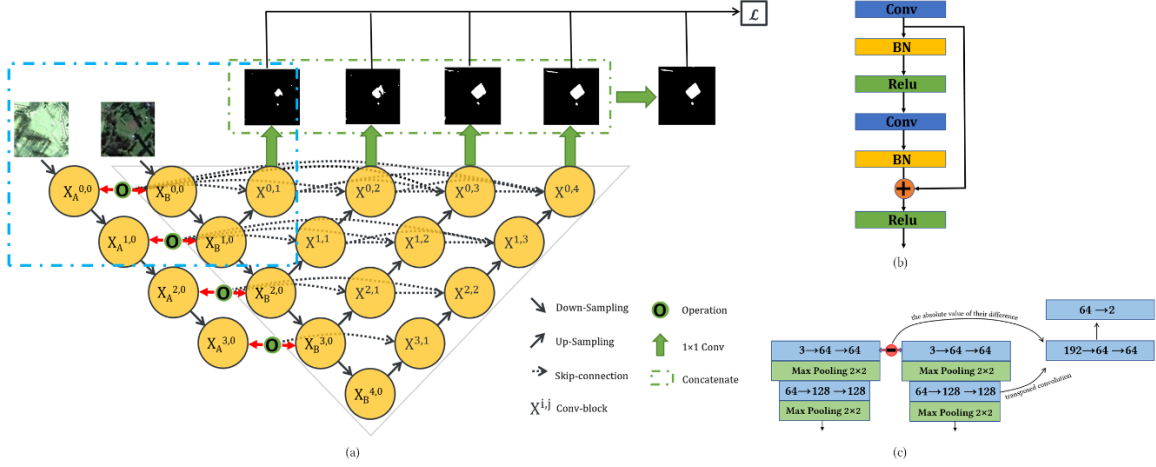 ℒ
X_A^0,0
O
X_B^0,0
X^0,1
X^0,2
X^0,3
X^0,4
X_A^1,0
O
X_B^1,0
X^1,1
X^1,2
X^1,3
X_A^2,0
O
X_B^2,0
X^2,1
X^2,2
X_A^3,0
O
X_B^3,0
X^3,1
X_B^4,0
Down-Sampling
Up-Sampling
Skip-connection
X^i,j Conv-block
O Operation
1×1 Conv
Concatenate
(a)
Conv
BN
Relu
Conv
BN
+
Relu
(b)
the absolute value of their difference
64→2
3→64→64
−
3→64→64
192→64→64
Max Pooling 2×2
Max Pooling 2×2
64→128→128
64→128→128
transposed convolution
Max Pooling 2×2
Max Pooling 2×2
(c)